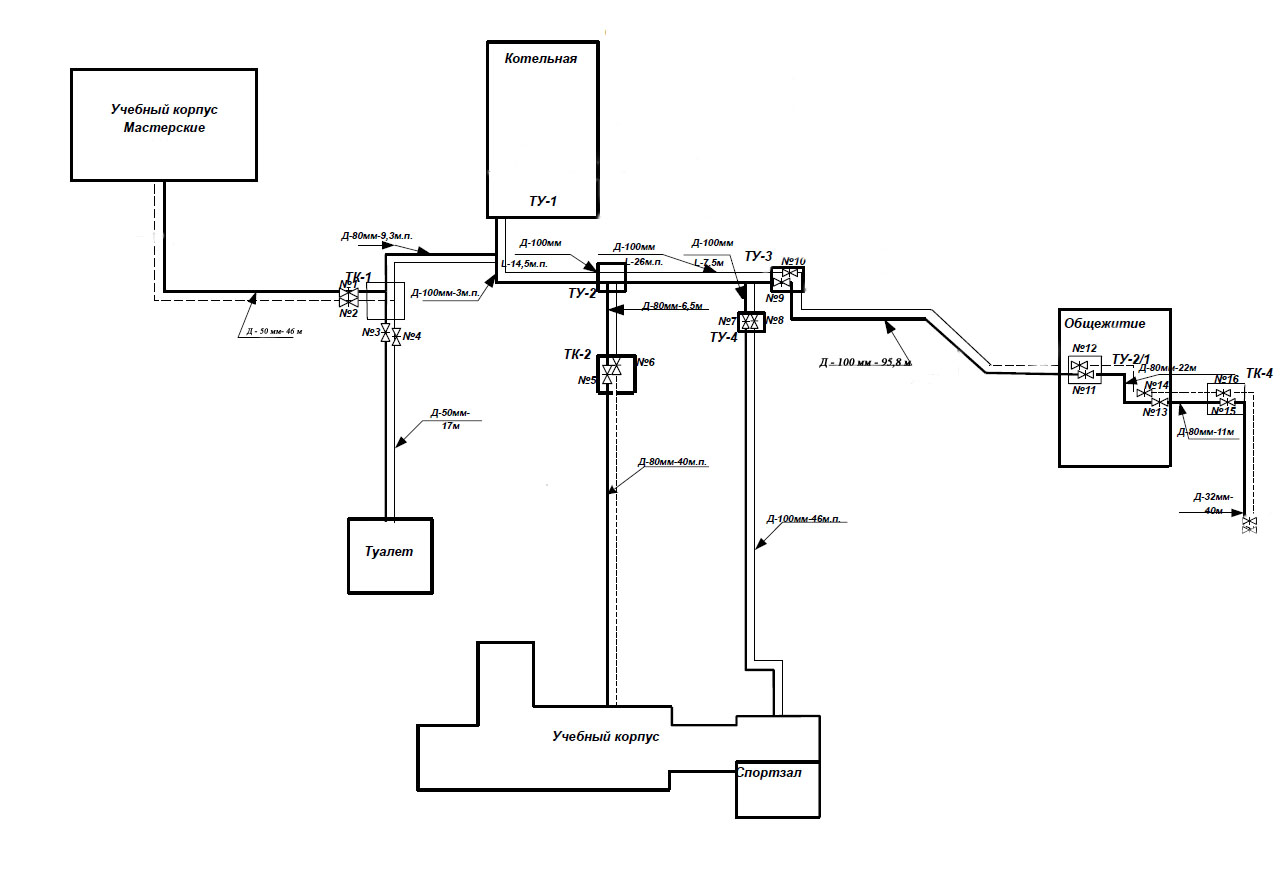 Котельная
Учебный корпус
Мастерские
ТУ-1
Д-80мм-9,3м.п.
Д-100мм
Д-100мм
Д-100мм
L-14,5м.п.
L-26м.п.
L-7,5м
ТУ-3
№10
ТК-1
№1
№2
Д-100мм-3м.п.
ТУ-2
№9
Д-80мм-6,5м
№7
№8
ТУ-4
Д - 50 мм- 46 м
№3
№4
Общежитие
ТК-2
№6
№5
Д - 100 мм - 95,8 м
№12
ТУ-2/1
№11
Д-80мм-22м
ТК-4
№14
№16
№13
№15
Д-50мм-
17м
Д-80мм-11м
Д-80мм-40м.п.
Д-32мм-
40м
Д-100мм-46м.п.
Туалет
Учебный корпус
Спортзал